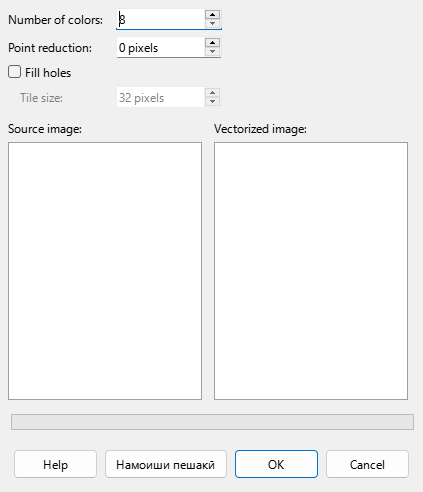 Number of colors: 8
Point reduction: 0 pixels
Fill holes
Tile size: 32 pixels
Source image: Vectorized image:
Help Намоиши пешакӣ OK Cancel